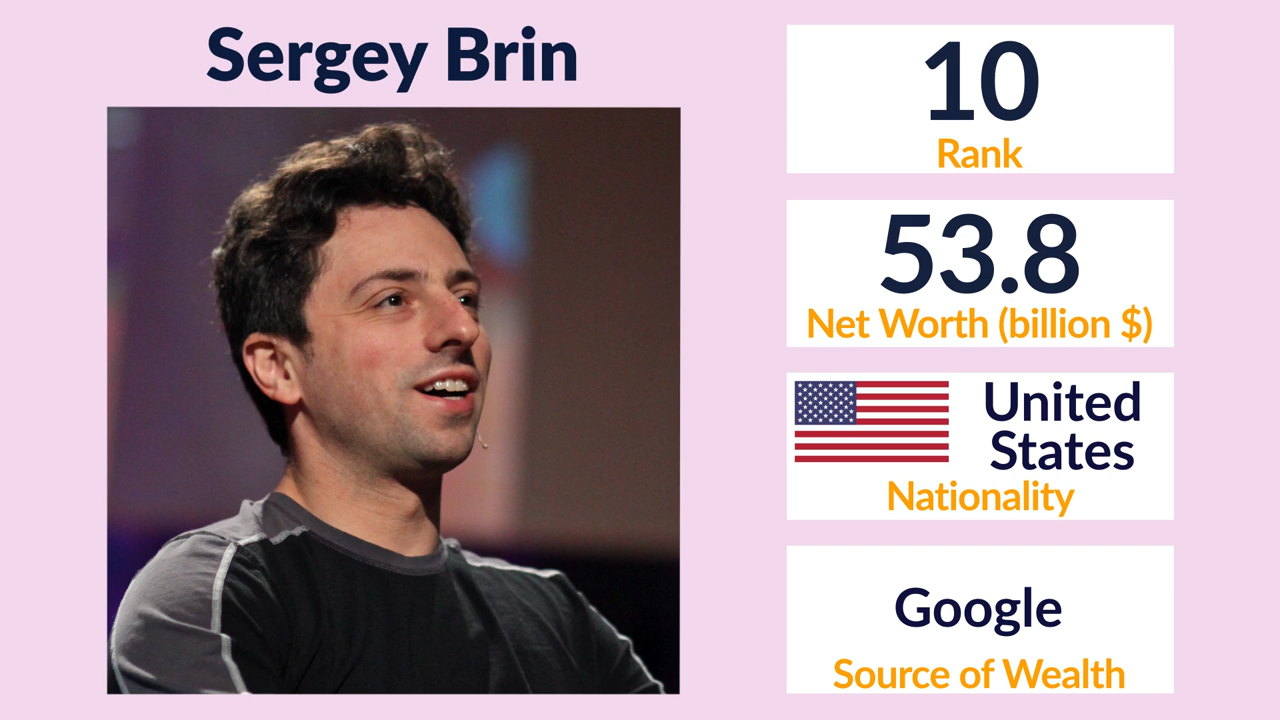 Sergey Brin
10
Rank
53.8
Net Worth (billion $)
United
States
Nationality
Google
Source of Wealth